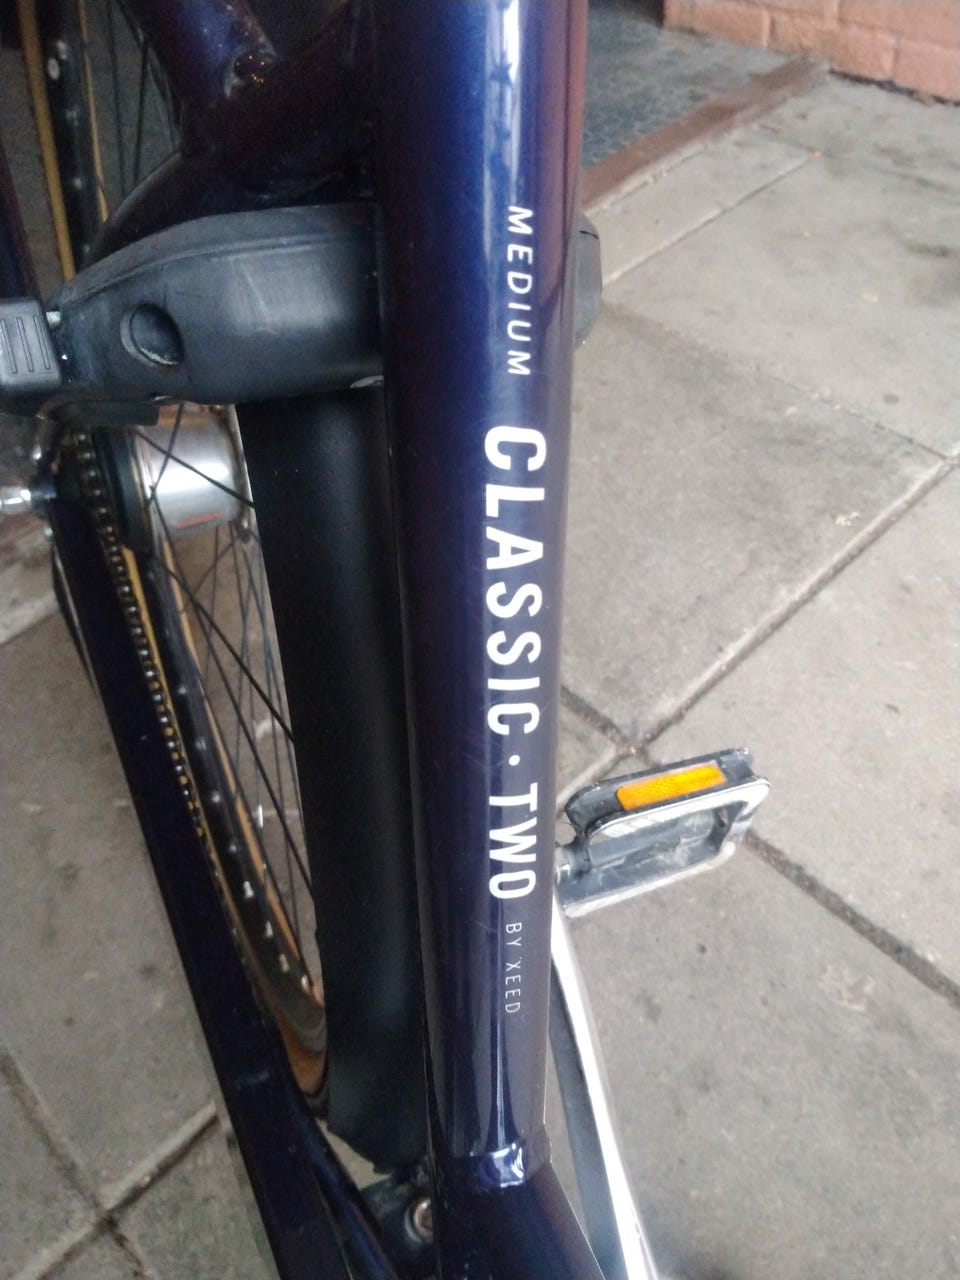 MEDIUM
CLASSIC · TWO
BY XEED